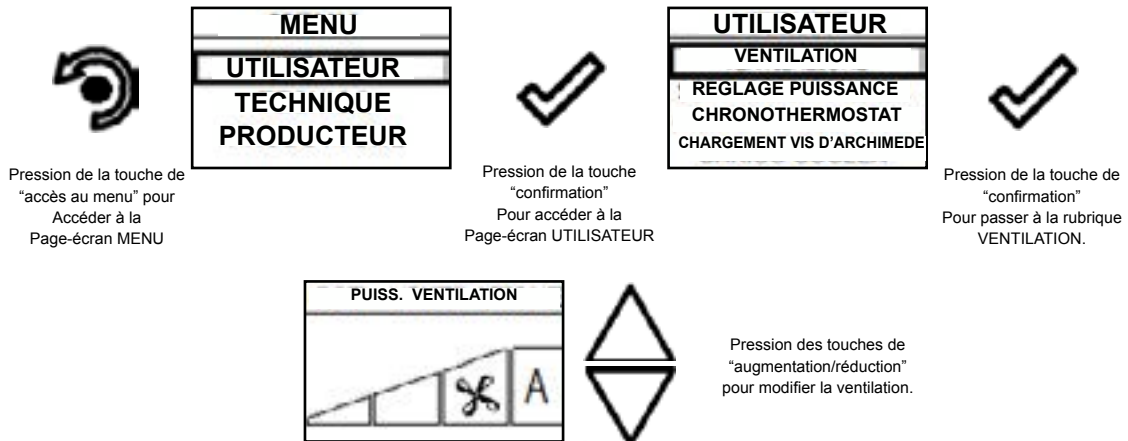 MENU
UTILISATEUR
TECHNIQUE
PRODUCTEUR
UTILISATEUR
VENTILATION
REGLAGE PUISSANCE
CHRONOTHERMOSTAT
CHARGEMENT VIS D'ARCHIMEDE
Pression de la touche de
“accès au menu” pour
Accéder à la
Page-écran MENU
Pression de la touche
“confirmation”
Pour accéder à la
Page-écran UTILISATEUR
Pression de la touche de
“confirmation”
Pour passer à la rubrique
VENTILATION.
PUISS. VENTILATION
A
Pression des touches de
“augmentation/réduction”
pour modifier la ventilation.